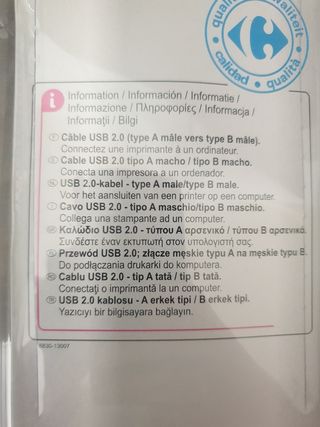 qualité
kwaliteit
calidad • qualità
i
Information / Información / Informatie /
Informazione / Πληροφορίες / Informacja /
Informaţii / Bilgi
Câble USB 2.0 (type A mâle vers type B mâle).
Connectez une imprimante à un ordinateur.
Cable USB 2.0 tipo A macho / tipo B macho.
Conecta una impresora a un ordenador.
USB 2.0-kabel - type A male/type B male.
Voor het aansluiten van een printer op een computer.
Cavo USB 2.0 - tipo A maschio/tipo B maschio.
Collega una stampante ad un computer.
Καλώδιο USB 2.0 - τύπου Α αρσενικό / τύπου Β αρσενικό.
Συνδέστε έναν εκτυπωτή στον υπολογιστή σας.
Przewód USB 2.0; złącze męskie typu A na męskie typu B.
Do podłączania drukarki do komputera.
Cablu USB 2.0 - tip A tată / tip B tată.
Conectaţi o imprimantă la un computer.
USB 2.0 kablosu - A erkek tipi / B erkek tipi.
Yazıcıyı bir bilgisayara bağlayın.